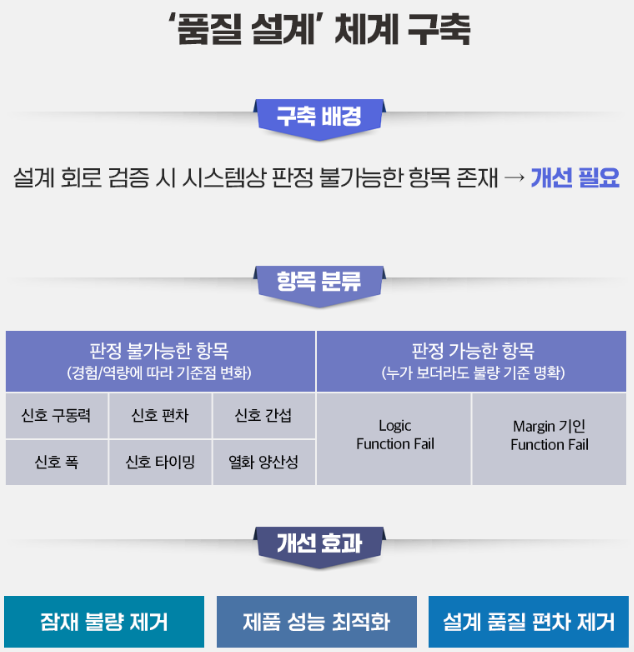 ‘품질 설계’ 체계 구축
구축 배경
설계 회로 검증 시 시스템상 판정 불가능한 항목 존재 → 개선 필요
항목 분류
판정 불가능한 항목
(경험/역량에 따라 기준점 변화)
판정 가능한 항목
(누가 보더라도 불량 기준 명확)
신호 구동력
신호 편차
신호 간섭
신호 폭
신호 타이밍
열화 양산성
Logic
Function Fail
Margin 기인
Function Fail
개선 효과
잠재 불량 제거
제품 성능 최적화
설계 품질 편차 제거